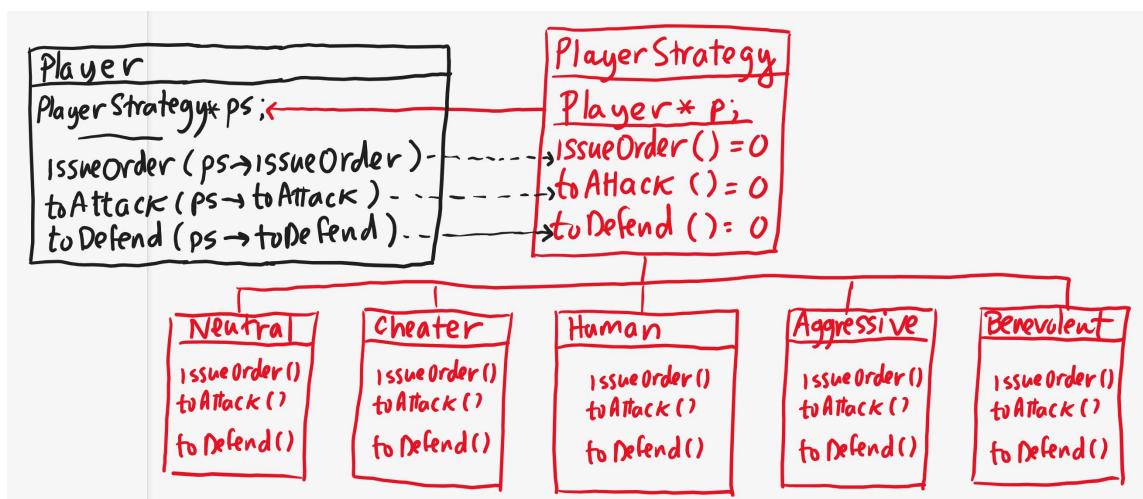 Player
PlayerStrategy* ps;
issueOrder (ps→issueOrder)
toAttack (ps→toAttack)
toDefend (ps→toDefend)
PlayerStrategy
Player* p;
issueOrder () = 0
toAttack () = 0
toDefend () = 0
Neutral
issueOrder()
toAttack()
toDefend()
Cheater
issueOrder()
toAttack()
toDefend()
Human
issueOrder()
toAttack()
toDefend()
Aggressive
issueOrder()
toAttack()
toDefend()
Benevolent
issueOrder()
toAttack()
toDefend()